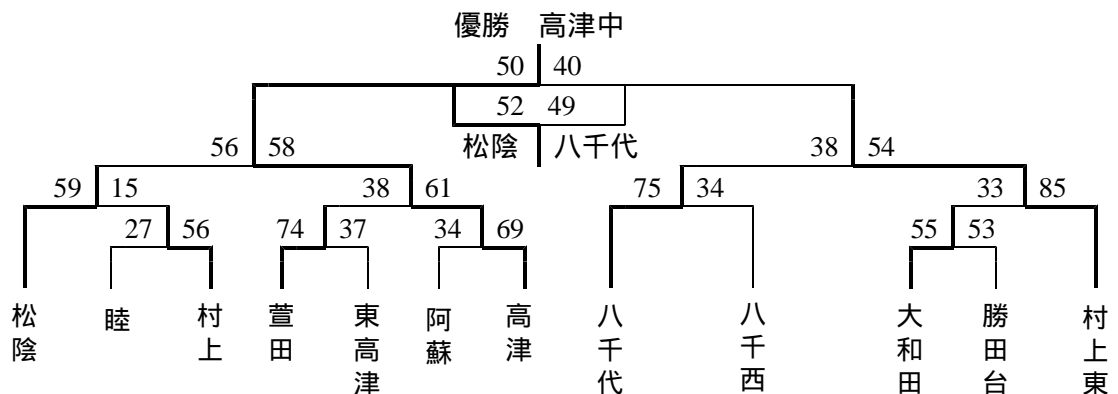 優勝 高津中
50 40
52 49
松陰 八千代
56 58
38 54
59 15
38 61
75 34
33 85
27 56
74 37
34 69
55 53
松陰
睦
村上
萱田
東高津
阿蘇
高津
八千代
八千西
大和田
勝田台
村上東